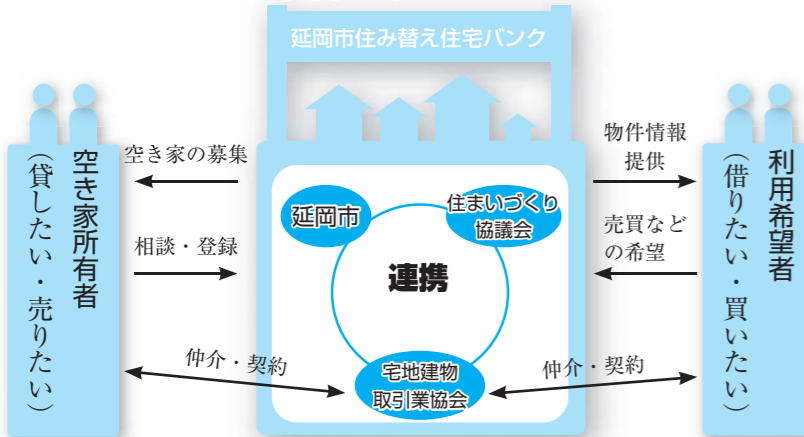 延岡市住み替え住宅バンク
空き家所有者
（貸したい・売りたい）
空き家の募集
相談・登録
仲介・契約
延岡市
住まいづくり
協議会
連携
宅地建物
取引業協会
物件情報
提供
売買など
の希望
仲介・契約
利用希望者
（借りたい・買いたい）